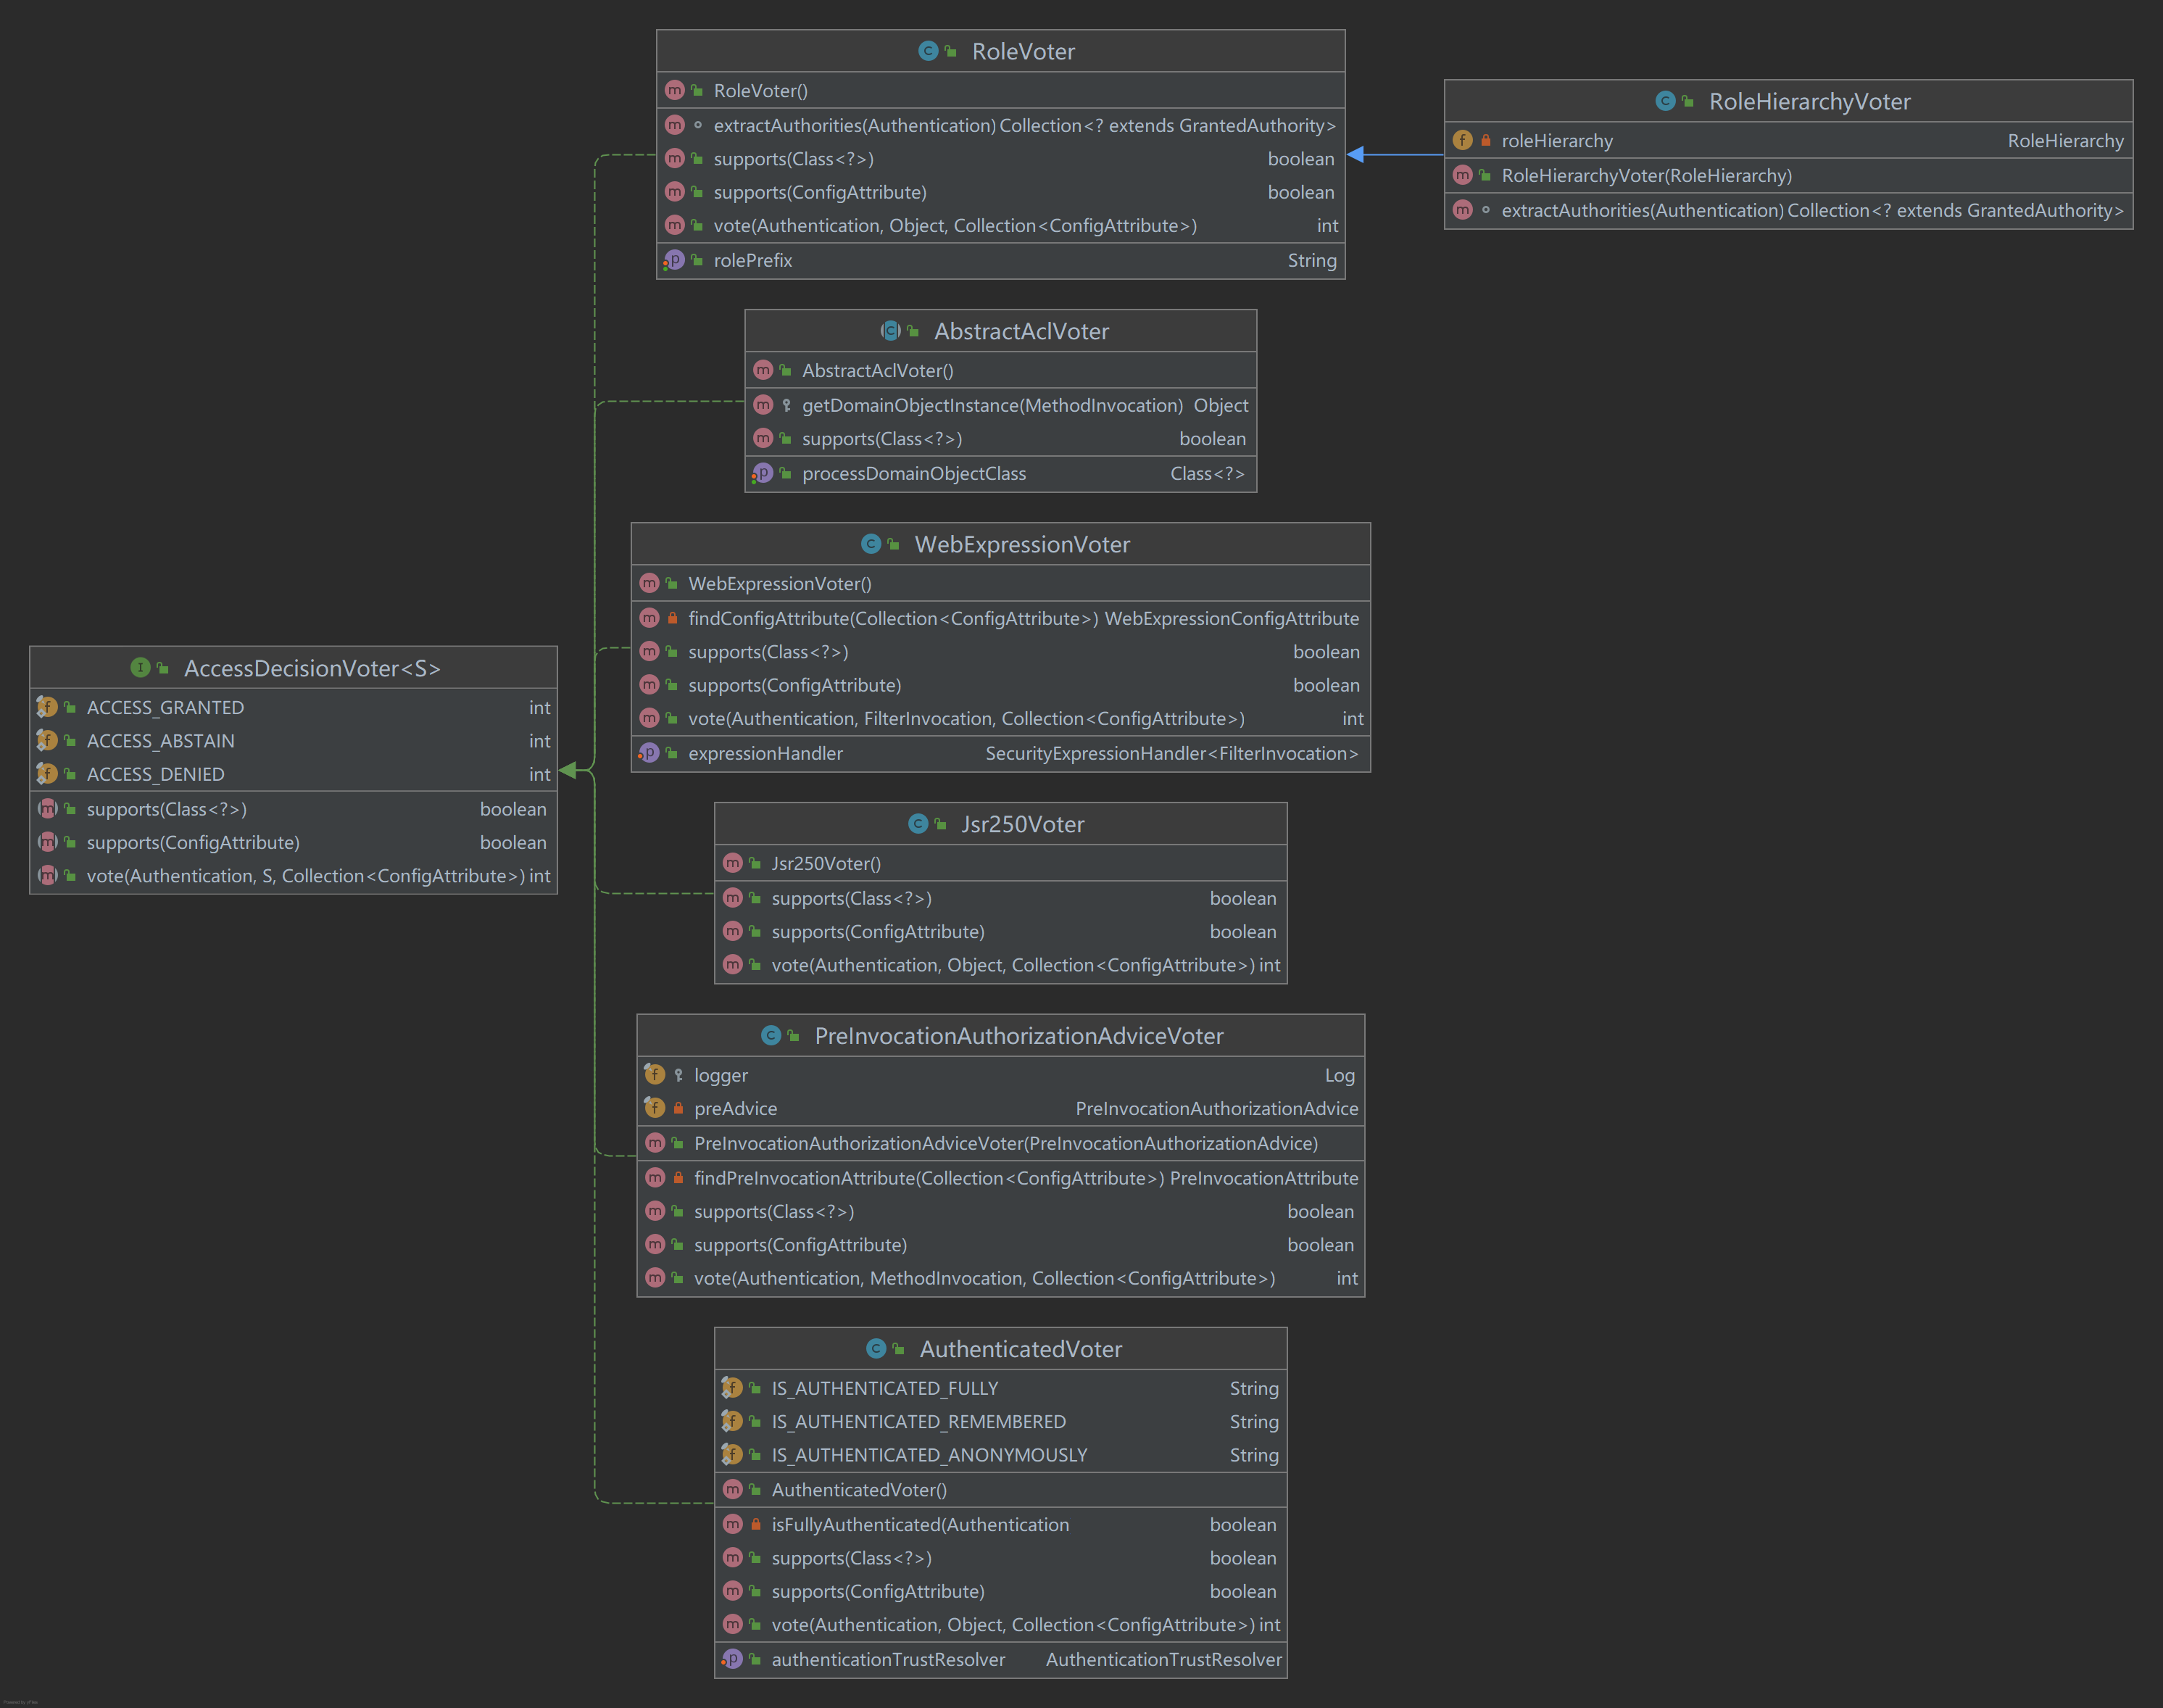 RoleVoter
RoleVoter()
extractAuthorities(Authentication) Collection<? extends GrantedAuthority>
supports(Class<?>) boolean
supports(ConfigAttribute) boolean
vote(Authentication, Object, Collection<ConfigAttribute>) int
rolePrefix String
RoleHierarchyVoter
roleHierarchy RoleHierarchy
RoleHierarchyVoter(RoleHierarchy)
extractAuthorities(Authentication) Collection<? extends GrantedAuthority>
AbstractAclVoter
AbstractAclVoter()
getDomainObjectInstance(MethodInvocation) Object
supports(Class<?>) boolean
processDomainObjectClass Class<?>
WebExpressionVoter
WebExpressionVoter()
findConfigAttribute(Collection<ConfigAttribute>) WebExpressionConfigAttribute
supports(Class<?>) boolean
supports(ConfigAttribute) boolean
vote(Authentication, FilterInvocation, Collection<ConfigAttribute>) int
expressionHandler SecurityExpressionHandler<FilterInvocation>
AccessDecisionVoter<S>
ACCESS_GRANTED int
ACCESS_ABSTAIN int
ACCESS_DENIED int
supports(Class<?>) boolean
supports(ConfigAttribute) boolean
vote(Authentication, S, Collection<ConfigAttribute>) int
Jsr250Voter
Jsr250Voter()
supports(Class<?>) boolean
supports(ConfigAttribute) boolean
vote(Authentication, Object, Collection<ConfigAttribute>) int
PreInvocationAuthorizationAdviceVoter
logger Log
preAdvice PreInvocationAuthorizationAdvice
PreInvocationAuthorizationAdviceVoter(PreInvocationAuthorizationAdvice)
findPreInvocationAttribute(Collection<ConfigAttribute>) PreInvocationAttribute
supports(Class<?>) boolean
supports(ConfigAttribute) boolean
vote(Authentication, MethodInvocation, Collection<ConfigAttribute>) int
AuthenticatedVoter
IS_AUTHENTICATED_FULLY String
IS_AUTHENTICATED_REMEMBERED String
IS_AUTHENTICATED_ANONYMOUSLY String
AuthenticatedVoter()
isFullyAuthenticated(Authentication boolean
supports(Class<?>) boolean
supports(ConfigAttribute) boolean
vote(Authentication, Object, Collection<ConfigAttribute>) int
authenticationTrustResolver AuthenticationTrustResolver
Powered by yFiles